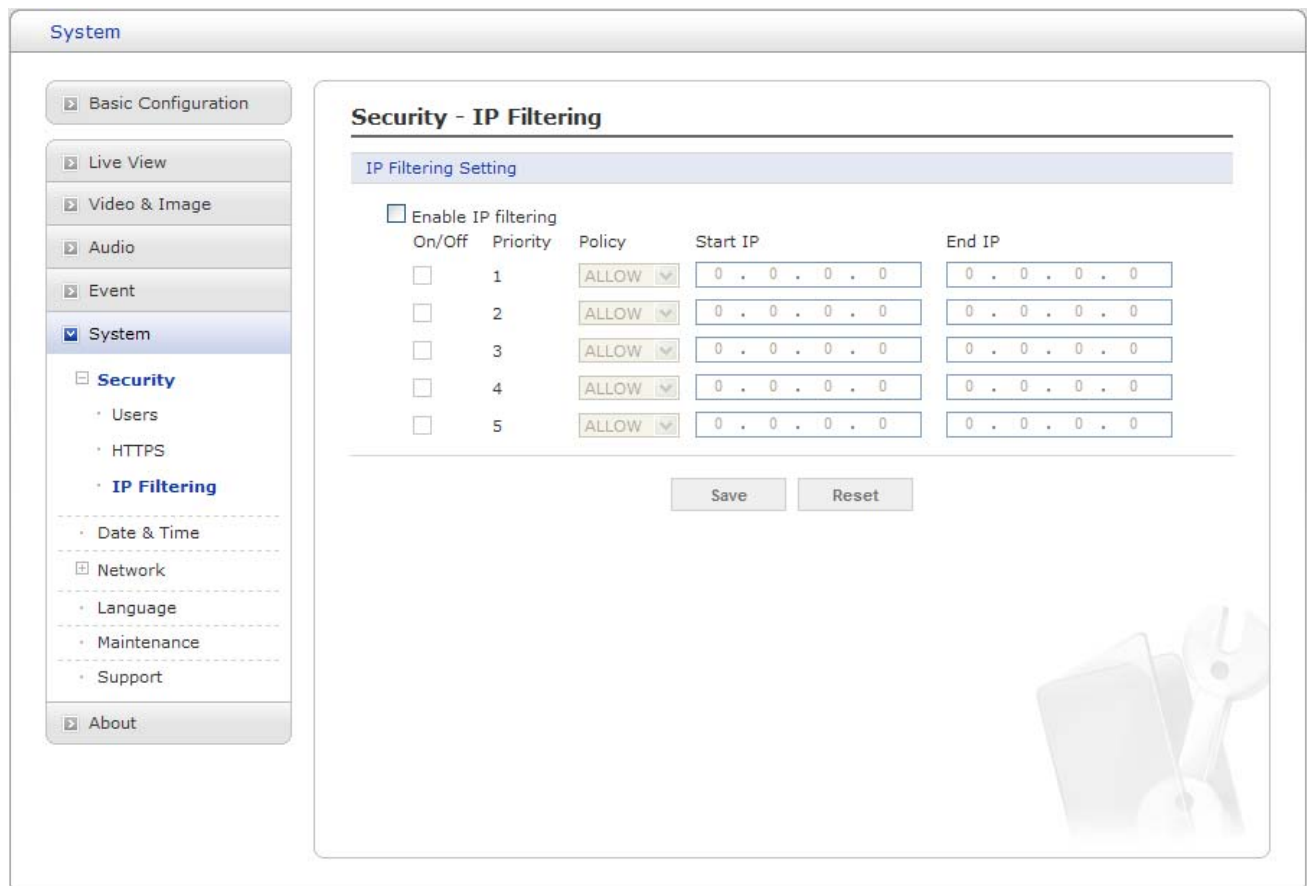 System
Basic Configuration
Live View
Video & Image
Audio
Event
System
Security
Users
HTTPS
IP Filtering
Date & Time
Network
Language
Maintenance
Support
About
Security - IP Filtering
IP Filtering Setting
Enable IP filtering
On/Off Priority Policy Start IP End IP
1 ALLOW 0 . 0 . 0 . 0 0 . 0 . 0 . 0
2 ALLOW 0 . 0 . 0 . 0 0 . 0 . 0 . 0
3 ALLOW 0 . 0 . 0 . 0 0 . 0 . 0 . 0
4 ALLOW 0 . 0 . 0 . 0 0 . 0 . 0 . 0
5 ALLOW 0 . 0 . 0 . 0 0 . 0 . 0 . 0
Save Reset